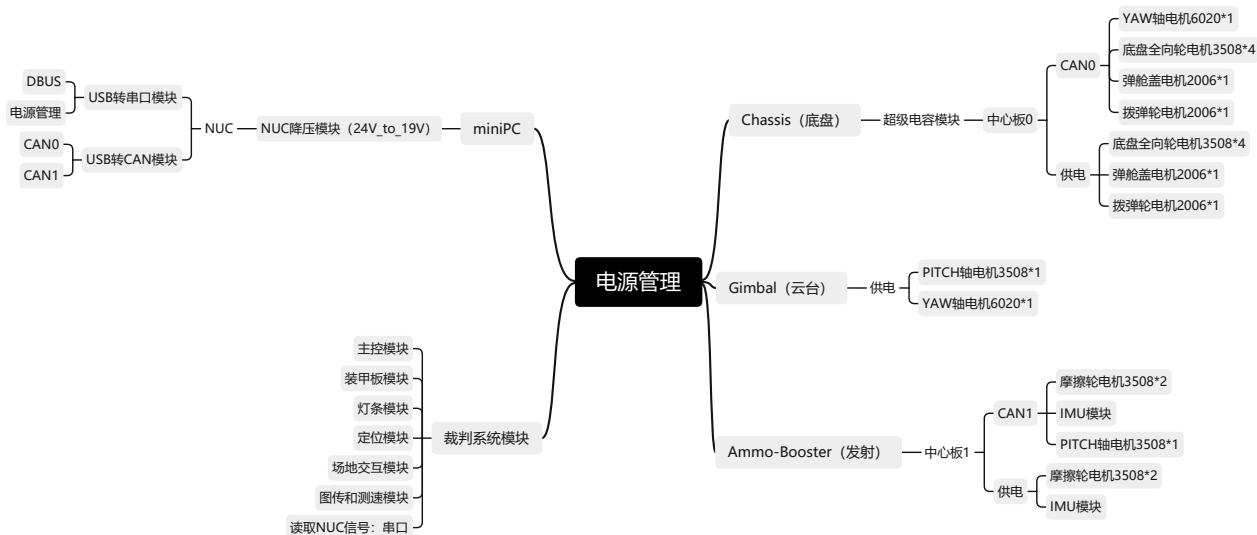 电源管理
miniPC
NUC降压模块（24V_to_19V）
NUC
USB转串口模块
DBUS
电源管理
USB转CAN模块
CAN0
CAN1
裁判系统模块
主控模块
装甲板模块
灯条模块
定位模块
场地交互模块
图传和测速模块
读取NUC信号：串口
Chassis（底盘）
超级电容模块
中心板0
CAN0
YAW轴电机6020*1
底盘全向轮电机3508*4
弹舱盖电机2006*1
拨弹轮电机2006*1
供电
底盘全向轮电机3508*4
弹舱盖电机2006*1
拨弹轮电机2006*1
Gimbal（云台）
供电
PITCH轴电机3508*1
YAW轴电机6020*1
Ammo-Booster（发射）
中心板1
CAN1
摩擦轮电机3508*2
IMU模块
PITCH轴电机3508*1
供电
摩擦轮电机3508*2
IMU模块